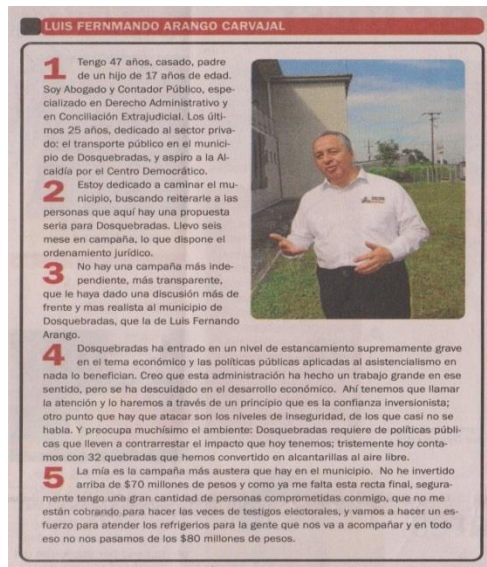 LUIS FERNMANDO ARANGO CARVAJAL
1 Tengo 47 años, casado, padre
de un hijo de 17 años de edad.
Soy Abogado y Contador Público, espe-
cializado en Derecho Administrativo y
en Conciliación Extrajudicial. Los últi-
mos 25 años, dedicado al sector priva-
do: el transporte público en el munici-
pio de Dosquebradas, y aspiro a la Al-
caldía por el Centro Democrático.
2 Estoy dedicado a caminar el mu-
nicipio, buscando reiterarle a las
personas que aquí hay una propuesta
seria para Dosquebradas. Llevo seis
mese en campaña, lo que dispone el
ordenamiento jurídico.
3 No hay una campaña más inde-
pendiente, más transparente,
que le haya dado una discusión más de
frente y mas realista al municipio de
Dosquebradas, que la de Luis Fernando
Arango.
4 Dosquebradas ha entrado en un nivel de estancamiento supremamente grave
en el tema económico y las políticas públicas aplicadas al asistencialismo en
nada lo benefician. Creo que esta administración ha hecho un trabajo grande en ese
sentido, pero se ha descuidado en el desarrollo económico. Ahí tenemos que llamar
la atención y lo haremos a través de un principio que es la confianza inversionista;
otro punto que hay que atacar son los niveles de inseguridad, de los que casi no se
habla. Y preocupa muchísimo el ambiente: Dosquebradas requiere de políticas públi-
cas que lleven a contrarrestar el impacto que hoy tenemos; tristemente hoy conta-
mos con 32 quebradas que hemos convertido en alcantarillas al aire libre.
5 La mía es la campaña más austera que hay en el municipio. No he invertido
arriba de $70 millones de pesos y como ya me falta esta recta final, segura-
mente tengo una gran cantidad de personas comprometidas conmigo, que no me
están cobrando para hacer las veces de testigos electorales, y vamos a hacer un es-
fuerzo para atender los refrigerios para la gente que nos va a acompañar y en todo
eso no nos pasamos de los $80 millones de pesos.